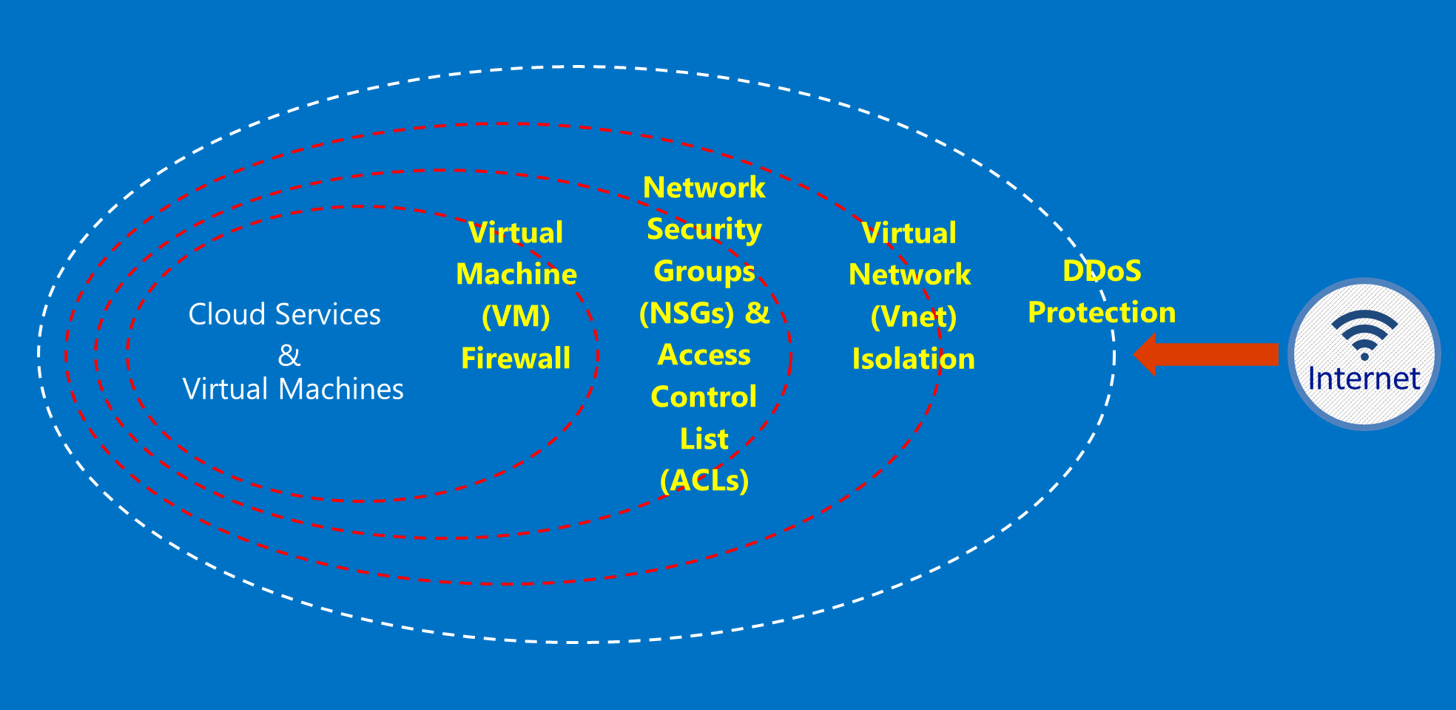 Cloud Services
&
Virtual Machines
Virtual
Machine
(VM)
Firewall
Network
Security
Groups
(NSGs) &
Access
Control
List
(ACLs)
Virtual
Network
(Vnet)
Isolation
DDoS
Protection
Internet